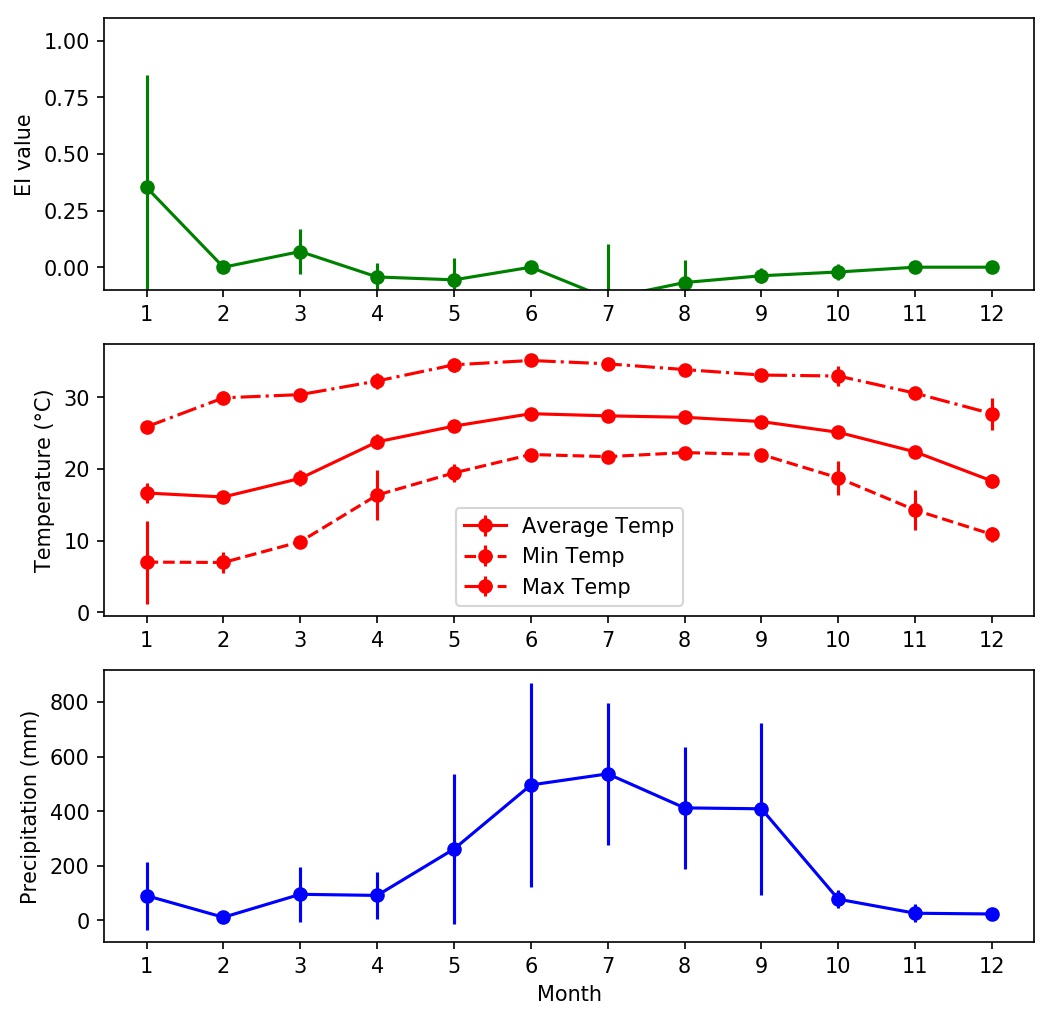 EI value
1.00
0.75
0.50
0.25
0.00
1 2 3 4 5 6 7 8 9 10 11 12
Temperature (°C)
30
20
10
0
Average Temp
Min Temp
Max Temp
1 2 3 4 5 6 7 8 9 10 11 12
Precipitation (mm)
800
600
400
200
0
1 2 3 4 5 6 7 8 9 10 11 12
Month